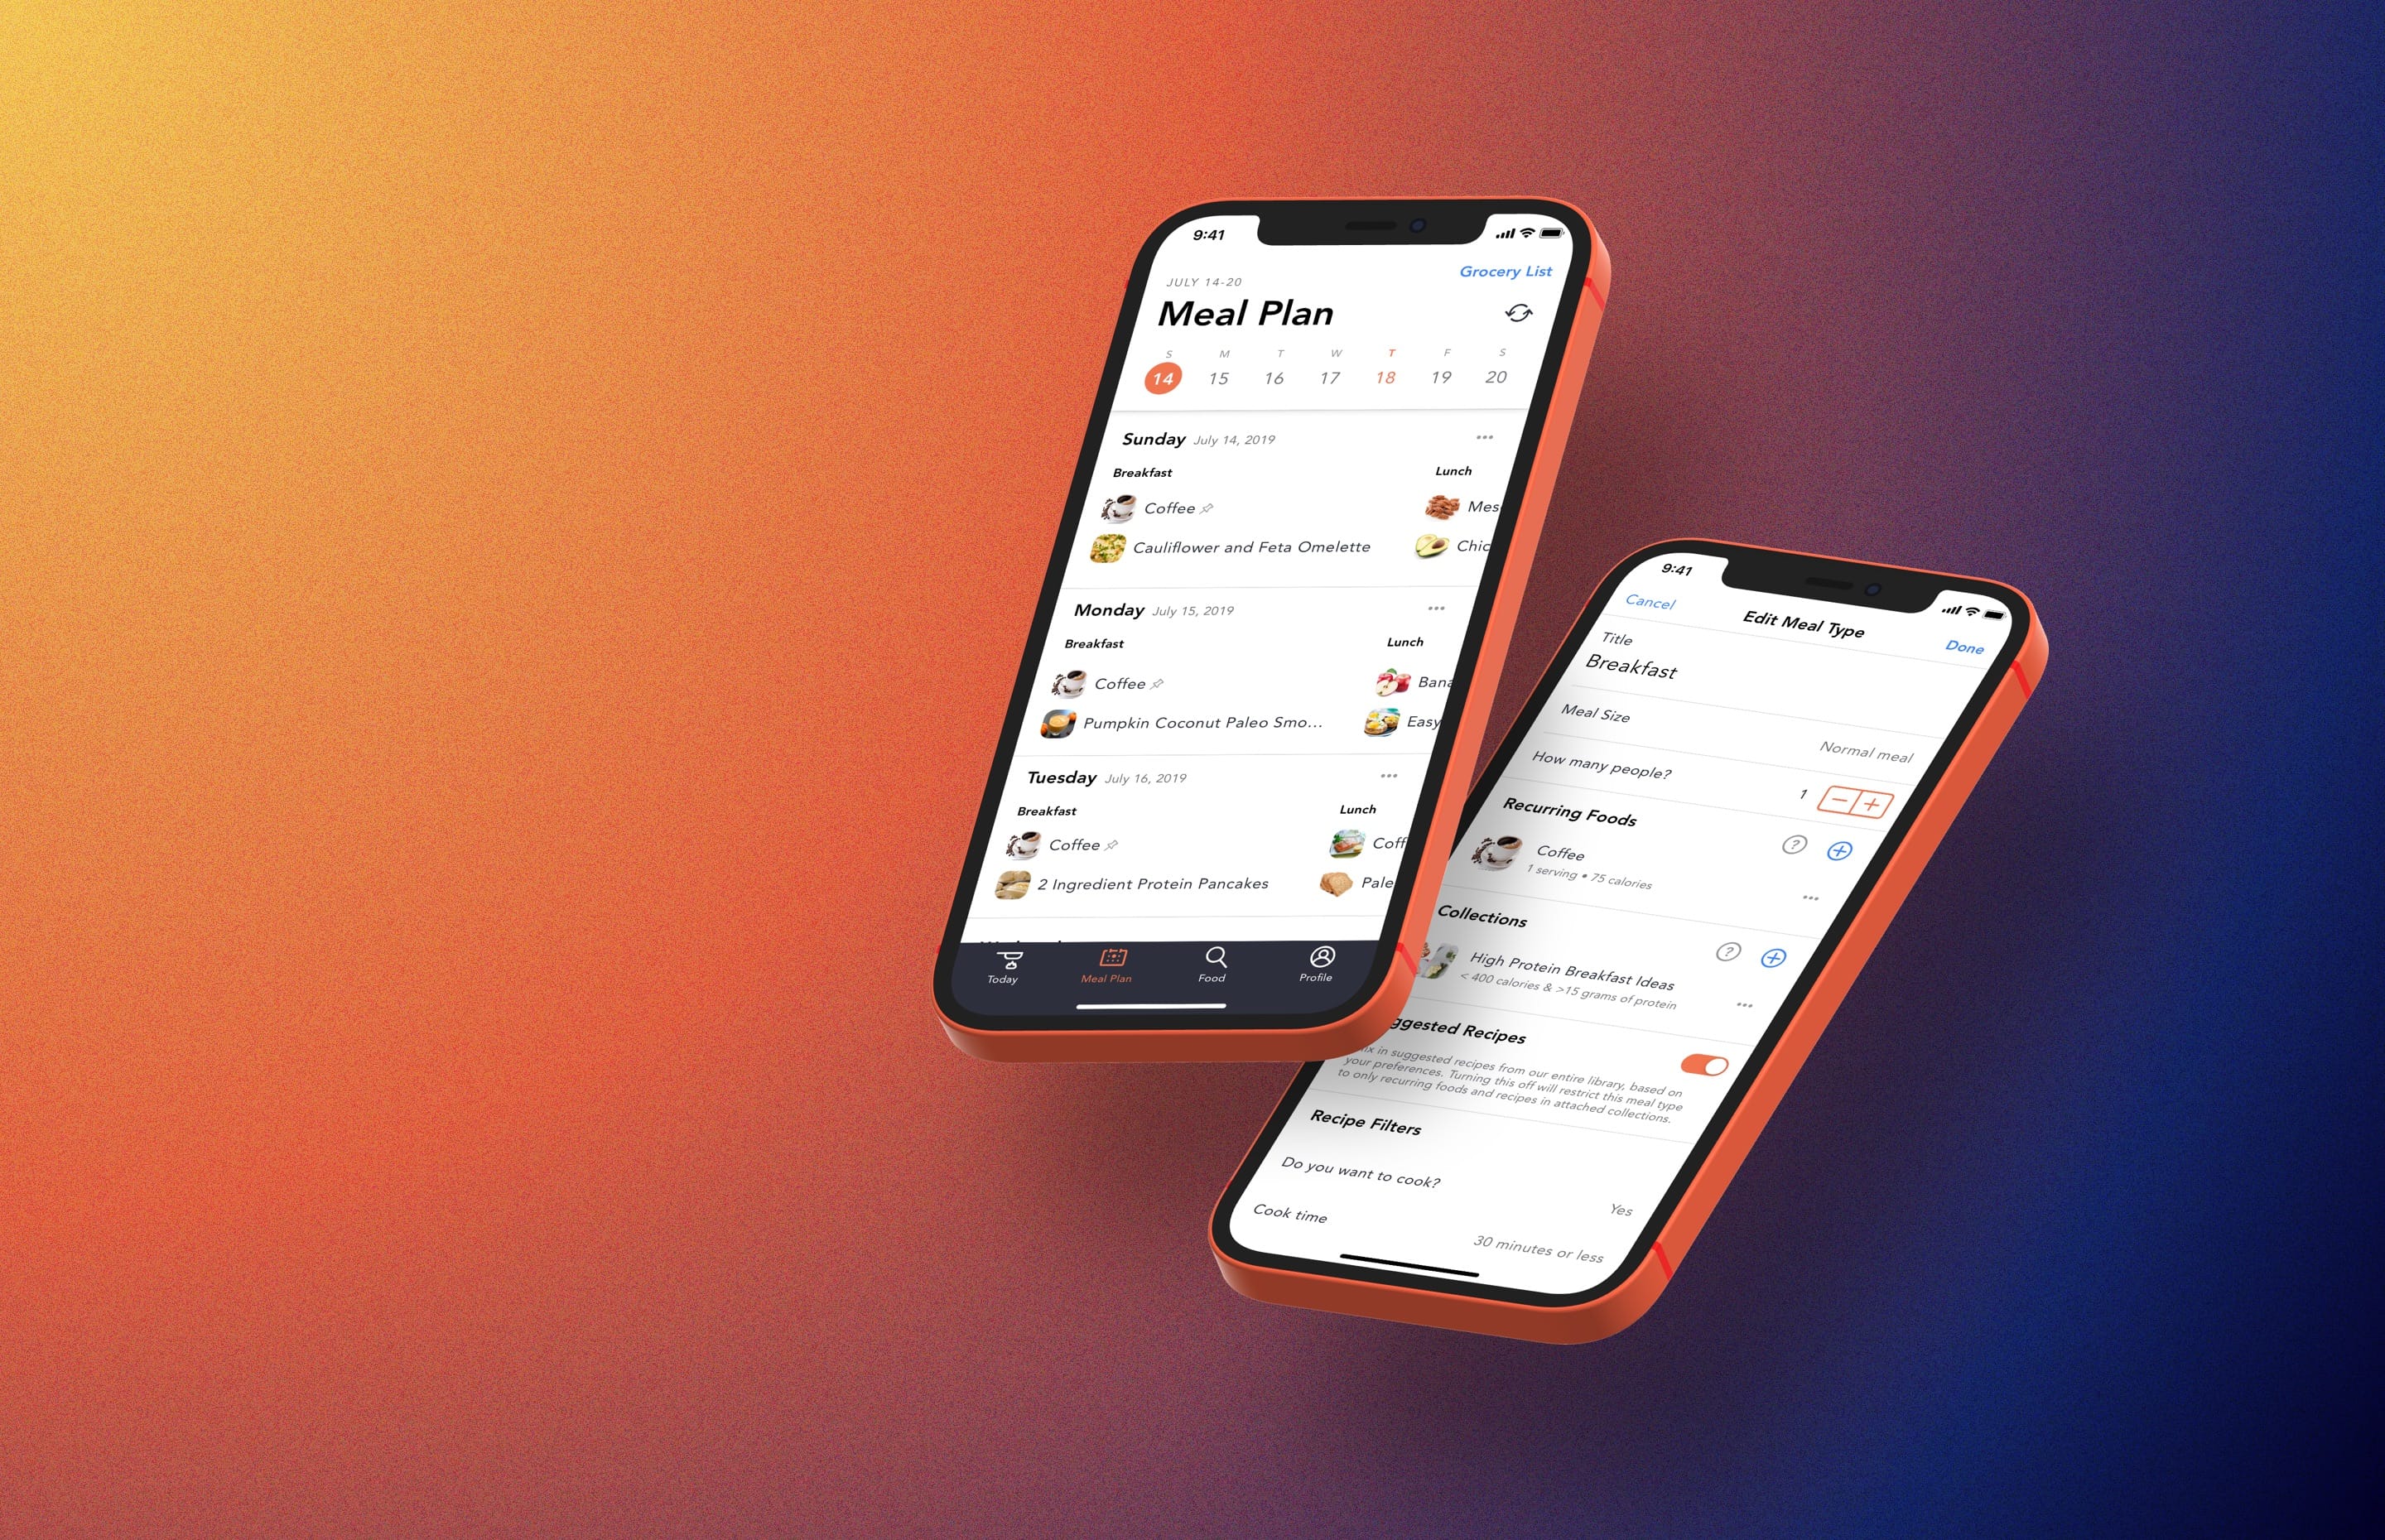 9:41
Grocery List
JULY 14-20
Meal Plan
S M T W T F S
14 15 16 17 18 19 20
Sunday July 14, 2019
Breakfast Lunch
Coffee Mes
Cauliflower and Feta Omelette Chic
Monday July 15, 2019
Breakfast Lunch
Coffee Bana
Pumpkin Coconut Paleo Smo... Easy
Tuesday July 16, 2019
Breakfast Lunch
Coffee Coff
2 Ingredient Protein Pancakes Pale
Today Meal Plan Food Profile
9:41
Cancel Edit Meal Type Done
Title
Breakfast
Meal Size Normal meal
How many people? 1
Recurring Foods
Coffee
1 serving • 75 calories
Collections
High Protein Breakfast Ideas
< 400 calories & >15 grams of protein
ggested Recipes
in suggested recipes from our entire library, based on
your preferences. Turning this off will restrict this meal type
to only recurring foods and recipes in attached collections.
Recipe Filters
Do you want to cook? Yes
Cook time 30 minutes or less